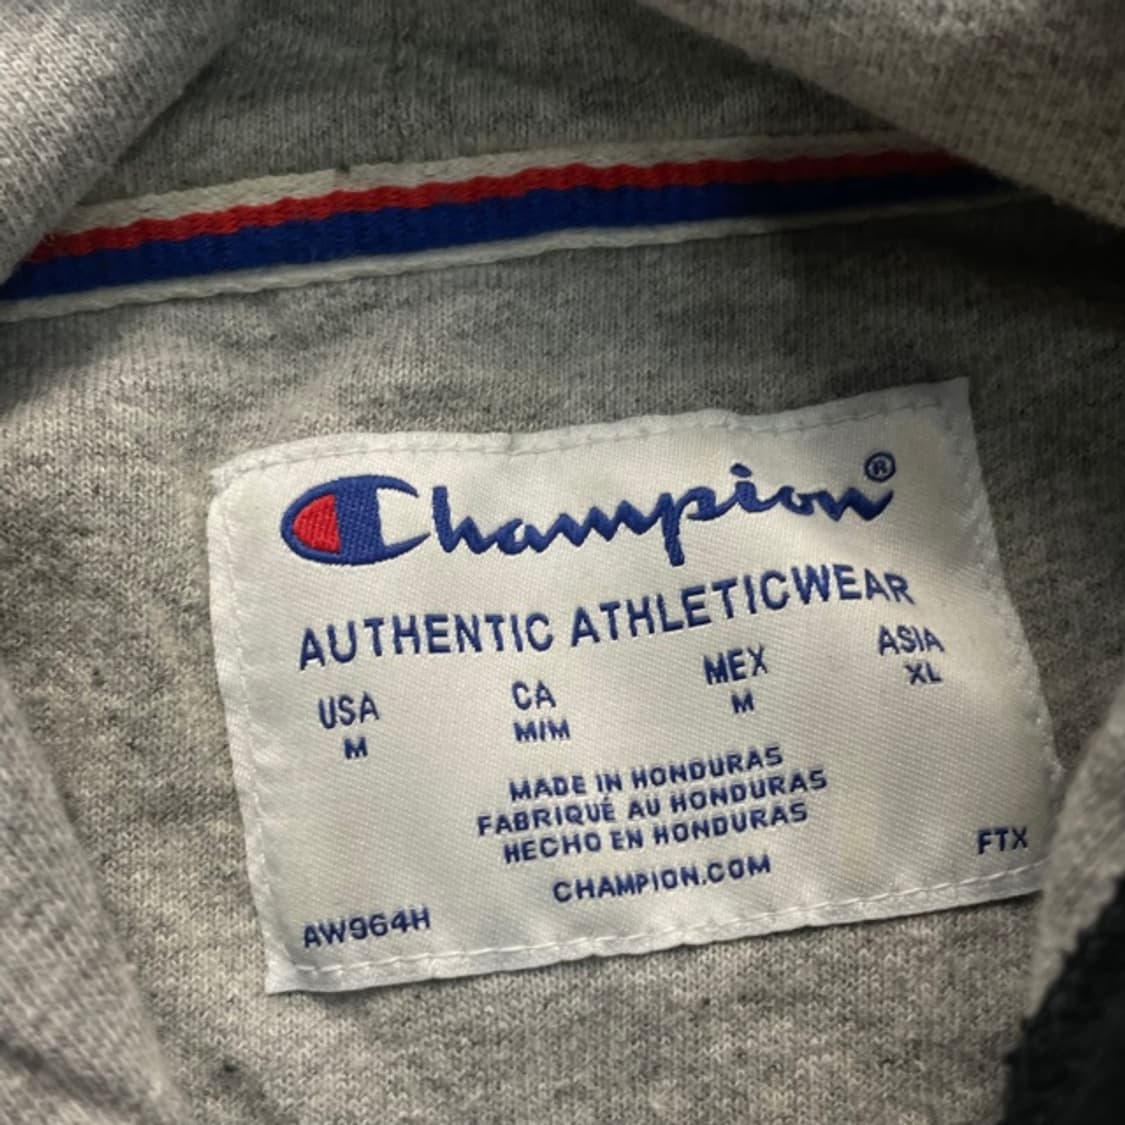 Champion®
AUTHENTIC ATHLETICWEAR
USA CA MEX ASIA
M M/M M XL
MADE IN HONDURAS
FABRIQUÉ AU HONDURAS
HECHO EN HONDURAS
CHAMPION.COM
AW964H FTX